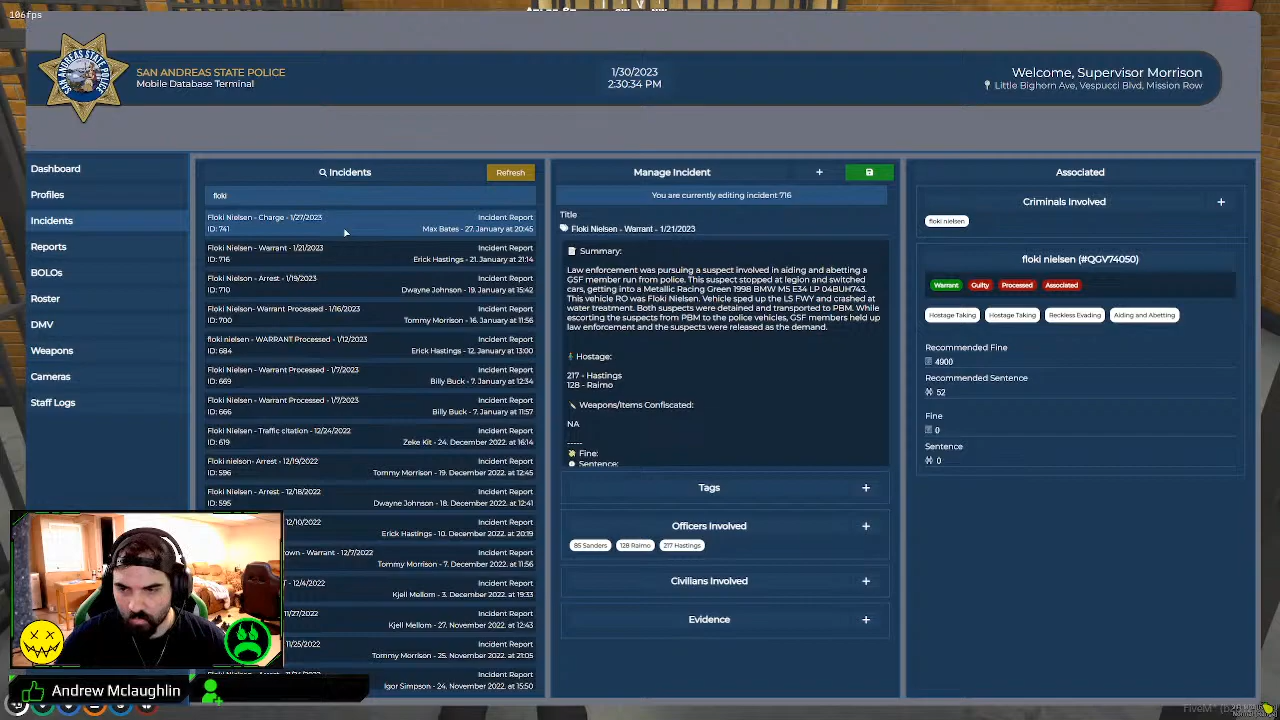 106fps
SAN ANDREAS STATE POLICE
Mobile Database Terminal
1/30/2023
2:30:34 PM
Welcome, Supervisor Morrison
Little Bighorn Ave, Vespucci Blvd, Mission Row
Dashboard
Profiles
Incidents
Reports
BOLOs
Roster
DMV
Weapons
Cameras
Staff Logs
Incidents
Refresh
floki
Floki Nielsen - Charge - 1/27/2023 Incident Report
ID: 741 Max Bates - 27. January at 20:45
Floki Nielsen - Warrant - 1/21/2023 Incident Report
ID: 716 Erick Hastings - 21. January at 21:14
Floki Nielsen - Arrest - 1/19/2023 Incident Report
ID: 710 Dwayne Johnson - 19. January at 15:42
Floki Nielsen - Warrant Processed - 1/16/2023 Incident Report
ID: 700 Tommy Morrison - 16. January at 11:56
floki nielsen - WARRANT Processed - 1/12/2023 Incident Report
ID: 684 Erick Hastings - 12. January at 13:00
Floki Nielsen - Warrant Processed - 1/7/2023 Incident Report
ID: 669 Billy Buck - 7. January at 12:34
Floki Nielsen - Warrant Processed - 1/7/2023 Incident Report
ID: 666 Billy Buck - 7. January at 11:57
Floki Nielsen - Traffic citation - 12/24/2022 Incident Report
ID: 619 Zeke Kit - 24. December 2022. at 16:14
Floki nielsen- Arrest - 12/19/2022 Incident Report
ID: 596 Tommy Morrison - 19. December 2022. at 12:45
Floki Nielsen - Arrest - 12/18/2022 Incident Report
ID: 595 Dwayne Johnson - 18. December 2022. at 12:41
12/10/2022 Incident Report
Erick Hastings - 10. December 2022. at 20:19
own - Warrant - 12/7/2022 Incident Report
Tommy Morrison - 7. December 2022. at 11:56
- 12/4/2022 Incident Report
Kjell Mellom - 3. December 2022. at 19:33
11/27/2022 Incident Report
Kjell Mellom - 27. November 2022. at 12:43
11/25/2022 Incident Report
Tommy Morrison - 25. November 2022. at 21:05
Incident Report
Igor Simpson - 24. November 2022. at 15:50
Manage Incident
You are currently editing incident 716
Title
Floki Nielsen - Warrant - 1/21/2023
Summary:
Law enforcement was pursuing a suspect involved in aiding and abetting a
GSF member run from police. This suspect stopped at legion and switched
cars, getting into a Metallic Racing Green 1998 BMW M5 E34 LP 04BUH743.
This vehicle RO was Floki Nielsen. Vehicle sped up the LS FWY and crashed at
water treatment. Both suspects were detained and transported to PBM. While
escorting the suspects from PBM to the police vehicles, GSF members held up
law enforcement and the suspects were released as the demand.
Hostage:
217 - Hastings
128 - Raimo
Weapons/Items Confiscated:
NA
-----
Fine:
Sentence:
Tags
Officers Involved
85 Sanders 128 Raimo 217 Hastings
Civilians Involved
Evidence
Associated
Criminals Involved
floki nielsen
floki nielsen (#QGV74050)
Warrant Guilty Processed Associated
Hostage Taking Hostage Taking Reckless Evading Aiding and Abetting
Recommended Fine
4900
Recommended Sentence
52
Fine
0
Sentence
0
Andrew Mclaughlin